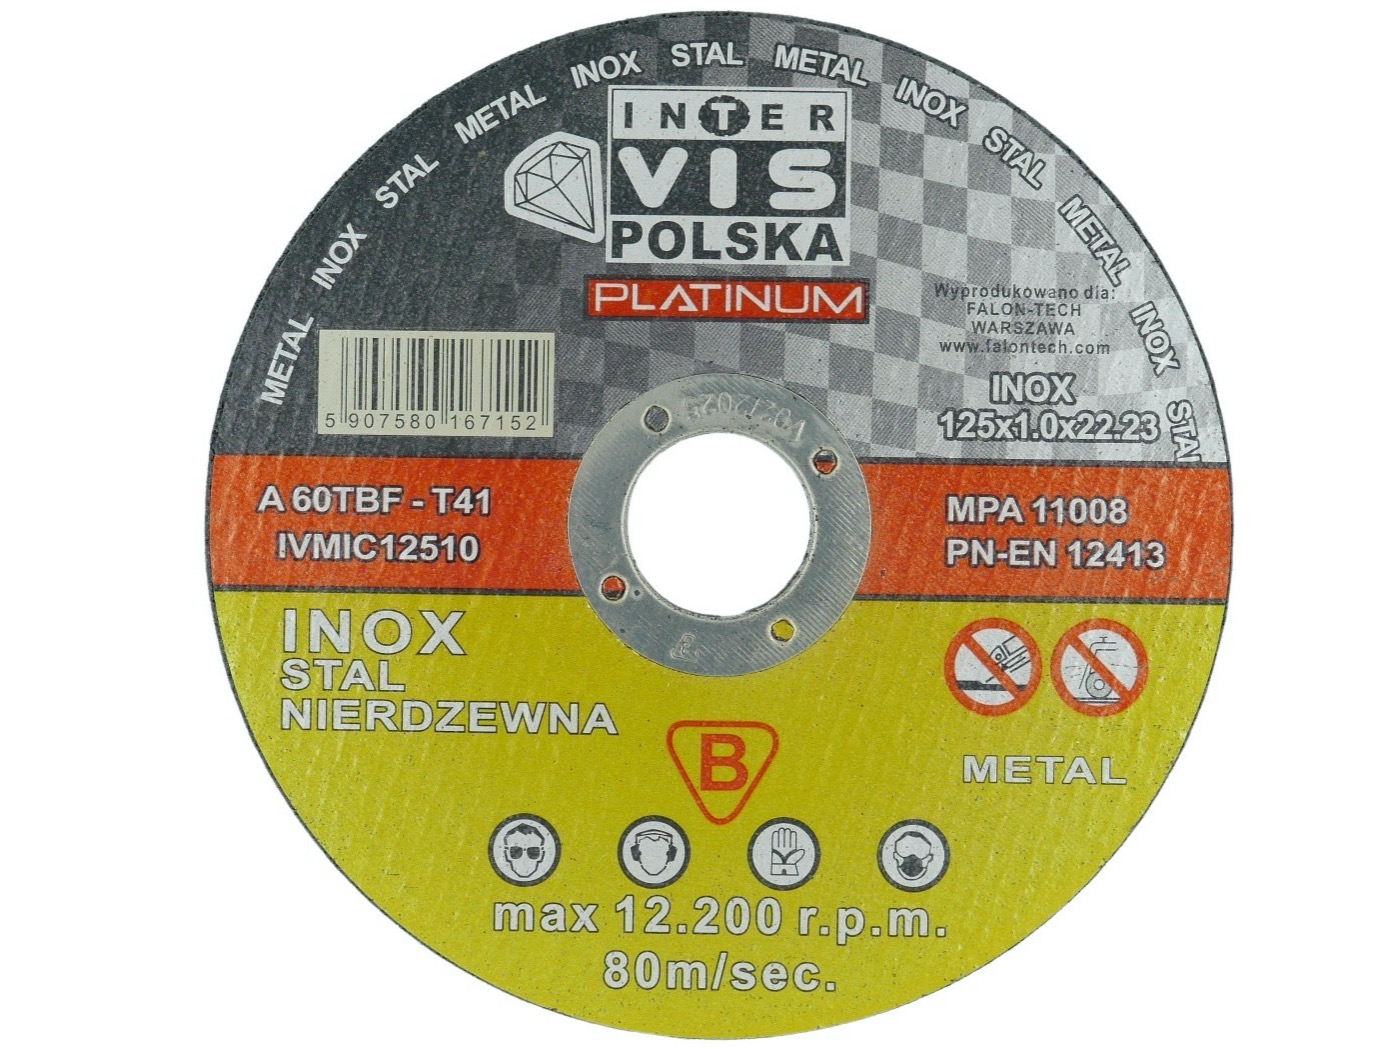 METAL INOX STAL METAL INOX STAL METAL INOX STAL METAL INOX STAL
INTER
VIS
POLSKA
PLATINUM
Wyprodukowano dla:
FALON-TECH
WARSZAWA
www.falontech.com
INOX
125x1.0x22.23
5 907580 167152
V02/2025
A 60TBF - T41
IVMIC12510
MPA 11008
PN-EN 12413
INOX
STAL
NIERDZEWNA
B
METAL
max 12.200 r.p.m.
80m/sec.